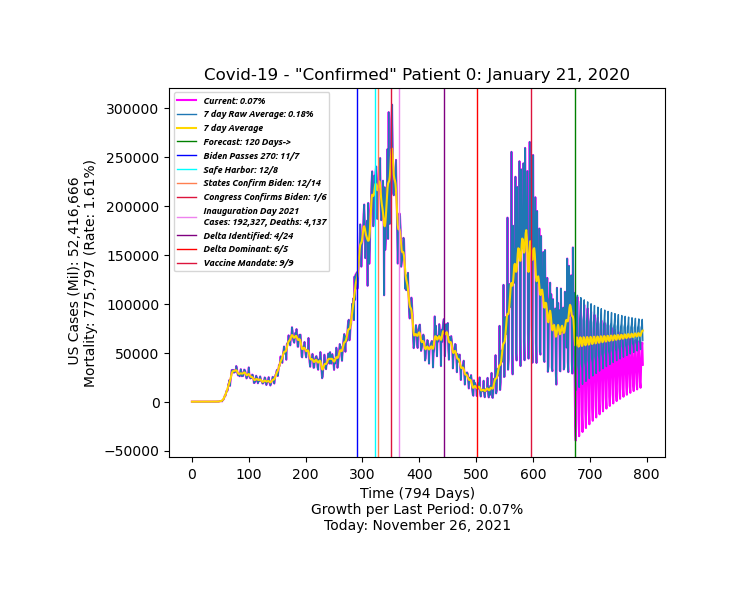 Covid-19 - "Confirmed" Patient 0: January 21, 2020
Current: 0.07%
7 day Raw Average: 0.18%
7 day Average
Forecast: 120 Days->
Biden Passes 270: 11/7
Safe Harbor: 12/8
States Confirm Biden: 12/14
Congress Confirms Biden: 1/6
Inauguration Day 2021
Cases: 192,327, Deaths: 4,137
Delta Identified: 4/24
Delta Dominant: 6/5
Vaccine Mandate: 9/9
300000
250000
200000
150000
100000
50000
0
−50000
US Cases (Mil): 52,416,666
Mortality: 775,797 (Rate: 1.61%)
0 100 200 300 400 500 600 700 800
Time (794 Days)
Growth per Last Period: 0.07%
Today: November 26, 2021